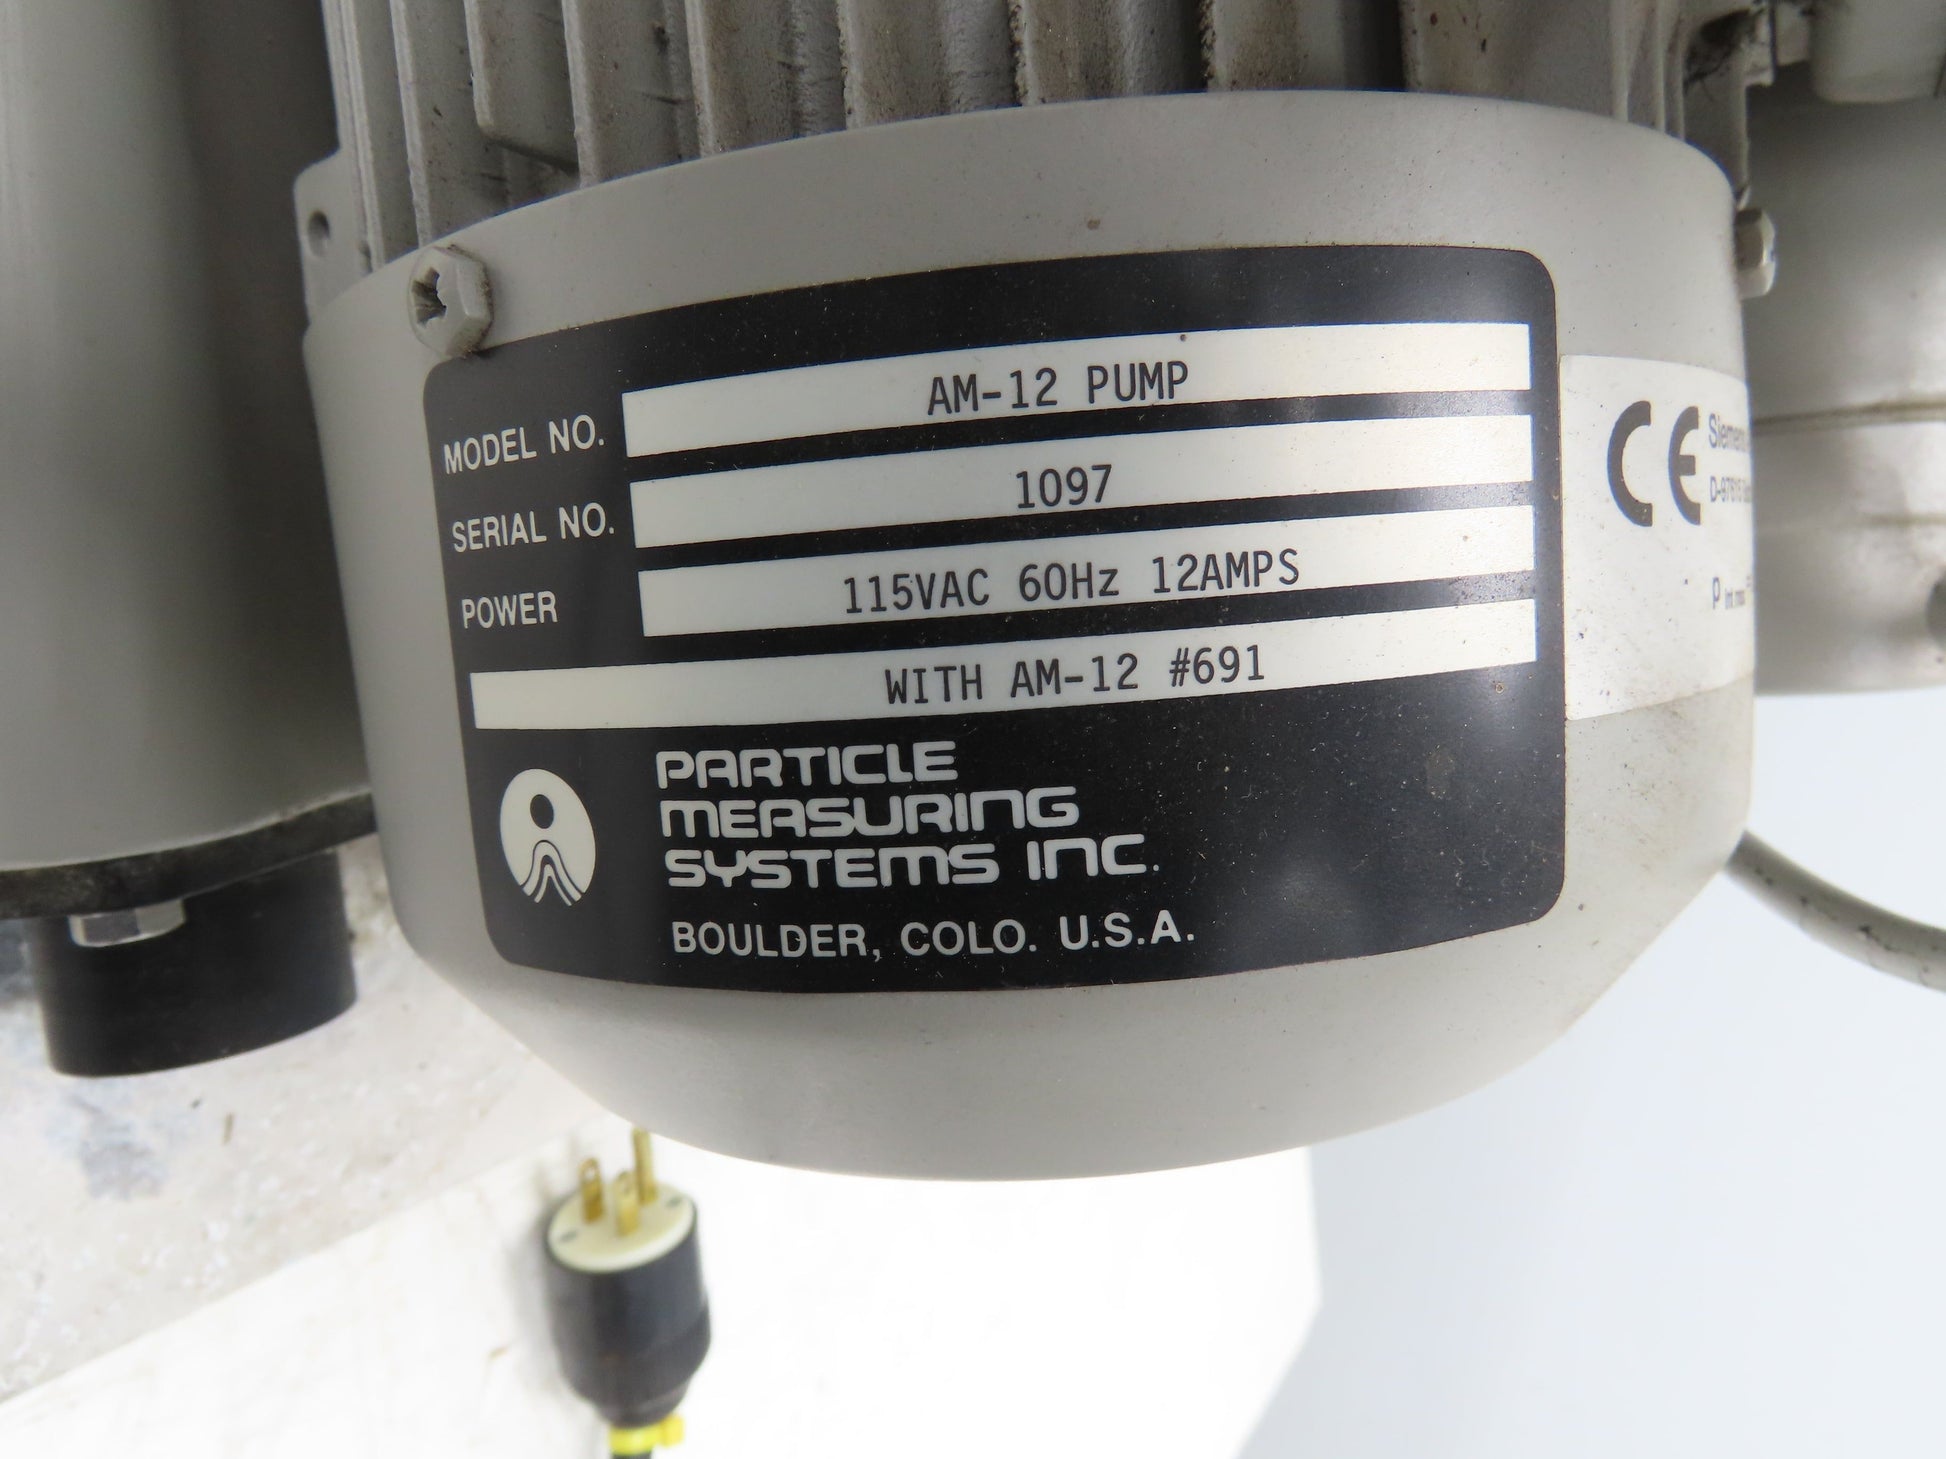 MODEL NO. AM-12 PUMP
SERIAL NO. 1097
POWER 115VAC 60Hz 12AMPS
WITH AM-12 #691
PARTICLE
MEASURING
SYSTEMS INC.
BOULDER, COLO. U.S.A.
CE
Siemens